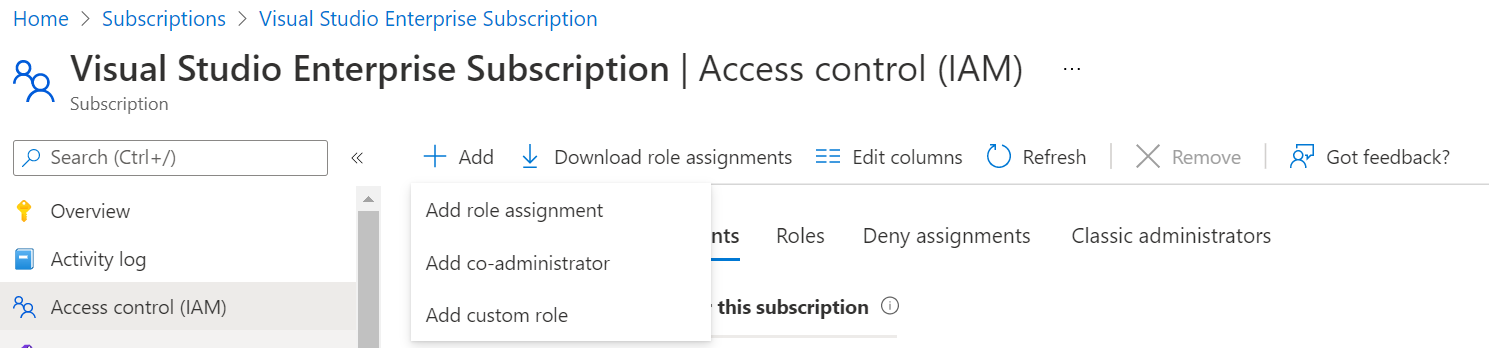 Home > Subscriptions > Visual Studio Enterprise Subscription
Visual Studio Enterprise Subscription | Access control (IAM) ...
Subscription
Search (Ctrl+/) «
Add Download role assignments Edit columns Refresh Remove Got feedback?
Overview
Activity log
Access control (IAM)
Add role assignment
Add co-administrator
Add custom role
Roles Deny assignments Classic administrators
this subscription